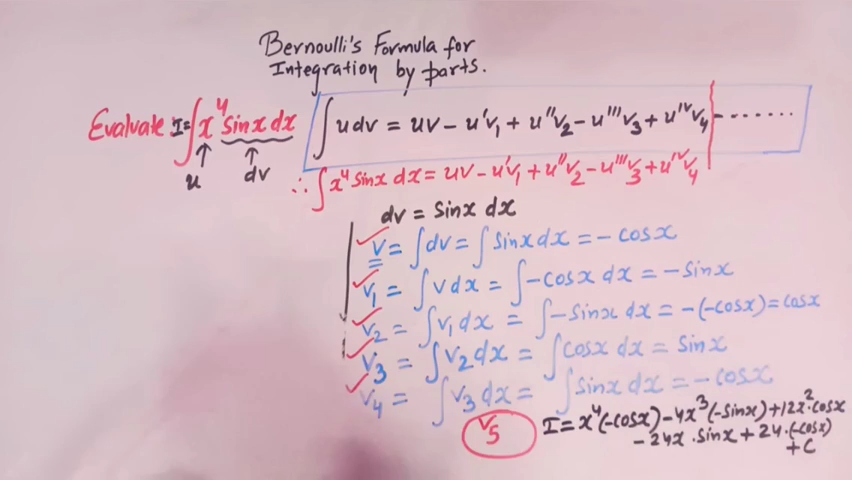 Bernoulli's Formula for
Integration by parts.
Evaluate I = ∫ x⁴ sinx dx
u dv
∫ u dv = uv - u'v₁ + u''v₂ - u'''v₃ + u'ᵛv₄ -------
∴ ∫ x⁴ sinx dx = uv - u'v₁ + u''v₂ - u'''v₃ + u'ᵛv₄
dv = sinx dx
v = ∫ dv = ∫ sinx dx = - cosx
v₁ = ∫ v dx = ∫ -cosx dx = - sinx
v₂ = ∫ v₁ dx = ∫ -sinx dx = -(-cosx) = cosx
v₃ = ∫ v₂ dx = ∫ cosx dx = sinx
v₄ = ∫ v₃ dx = ∫ sinx dx = - cosx
v₅
I = x⁴(-cosx) - 4x³(-sinx) + 12x²·cosx
- 24x·sinx + 24·(-cosx)
+ C